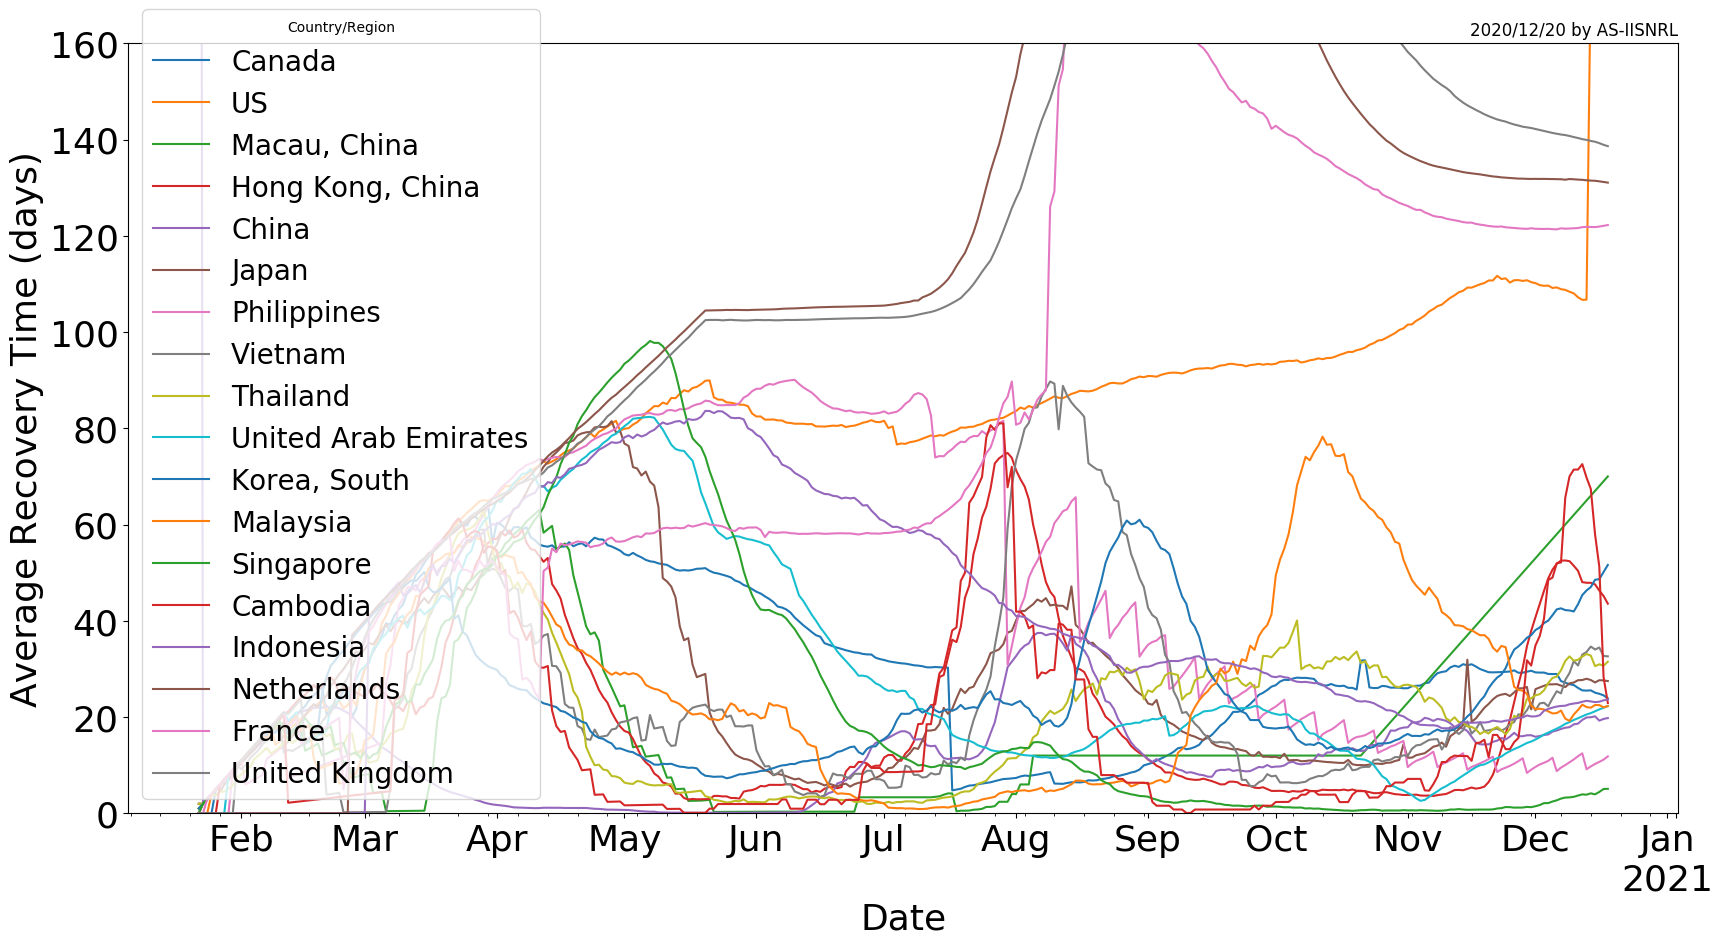 2020/12/20 by AS-IISNRL
Country/Region
Canada
US
Macau, China
Hong Kong, China
China
Japan
Philippines
Vietnam
Thailand
United Arab Emirates
Korea, South
Malaysia
Singapore
Cambodia
Indonesia
Netherlands
France
United Kingdom
Average Recovery Time (days)
160
140
120
100
80
60
40
20
0
Feb Mar Apr May Jun Jul Aug Sep Oct Nov Dec Jan
2021
Date